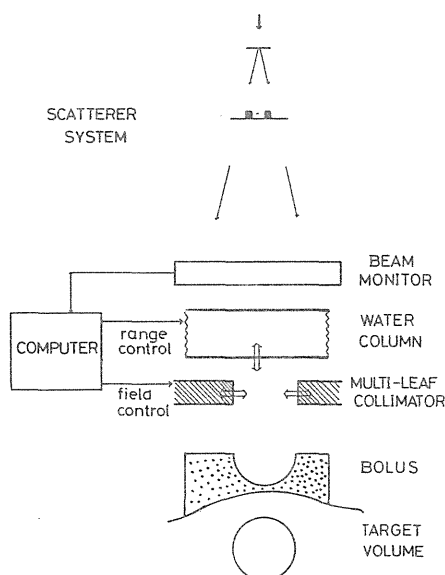 SCATTERER
SYSTEM
BEAM
MONITOR
COMPUTER
range
control
WATER
COLUMN
field
control
MULTI-LEAF
COLLIMATOR
BOLUS
TARGET
VOLUME